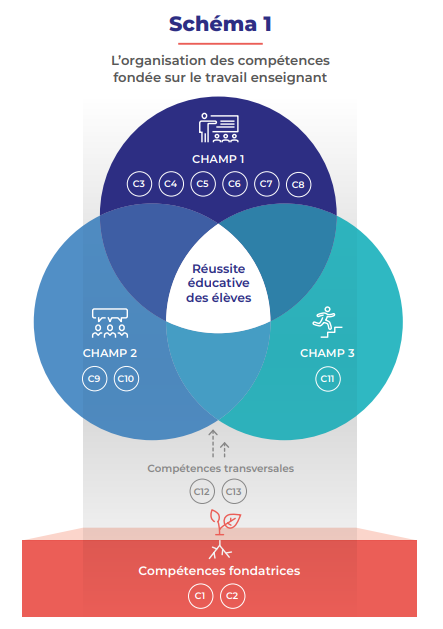 Schéma 1
L’organisation des compétences
fondée sur le travail enseignant
CHAMP 1
C3 C4 C5 C6 C7 C8
Réussite
éducative
des élèves
CHAMP 2
C9 C10
CHAMP 3
C11
Compétences transversales
C12 C13
Compétences fondatrices
C1 C2